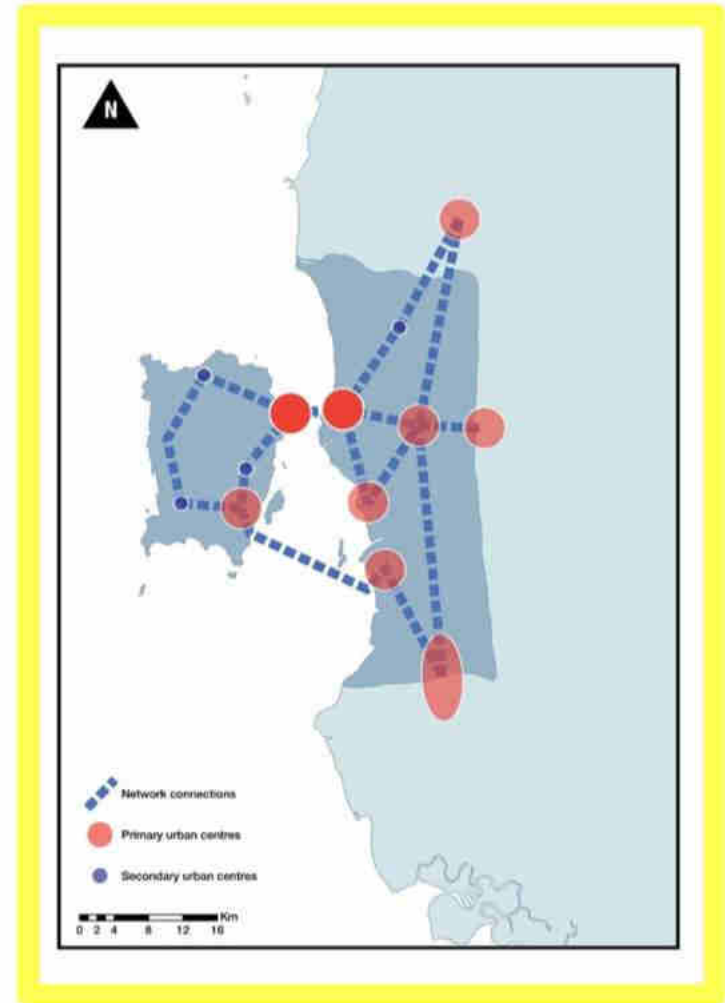 N
Network connections
Primary urban centres
Secondary urban centres
Km
0 2 4 8 12 16